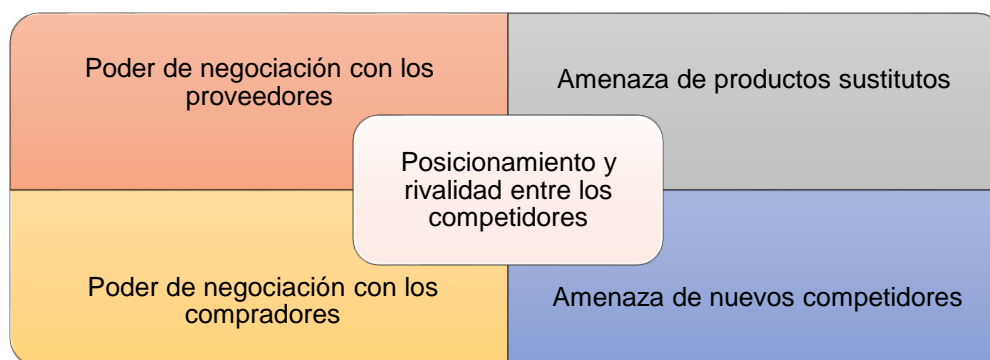 Poder de negociación con los
proveedores
Amenaza de productos sustitutos
Posicionamiento y
rivalidad entre los
competidores
Poder de negociación con los
compradores
Amenaza de nuevos competidores